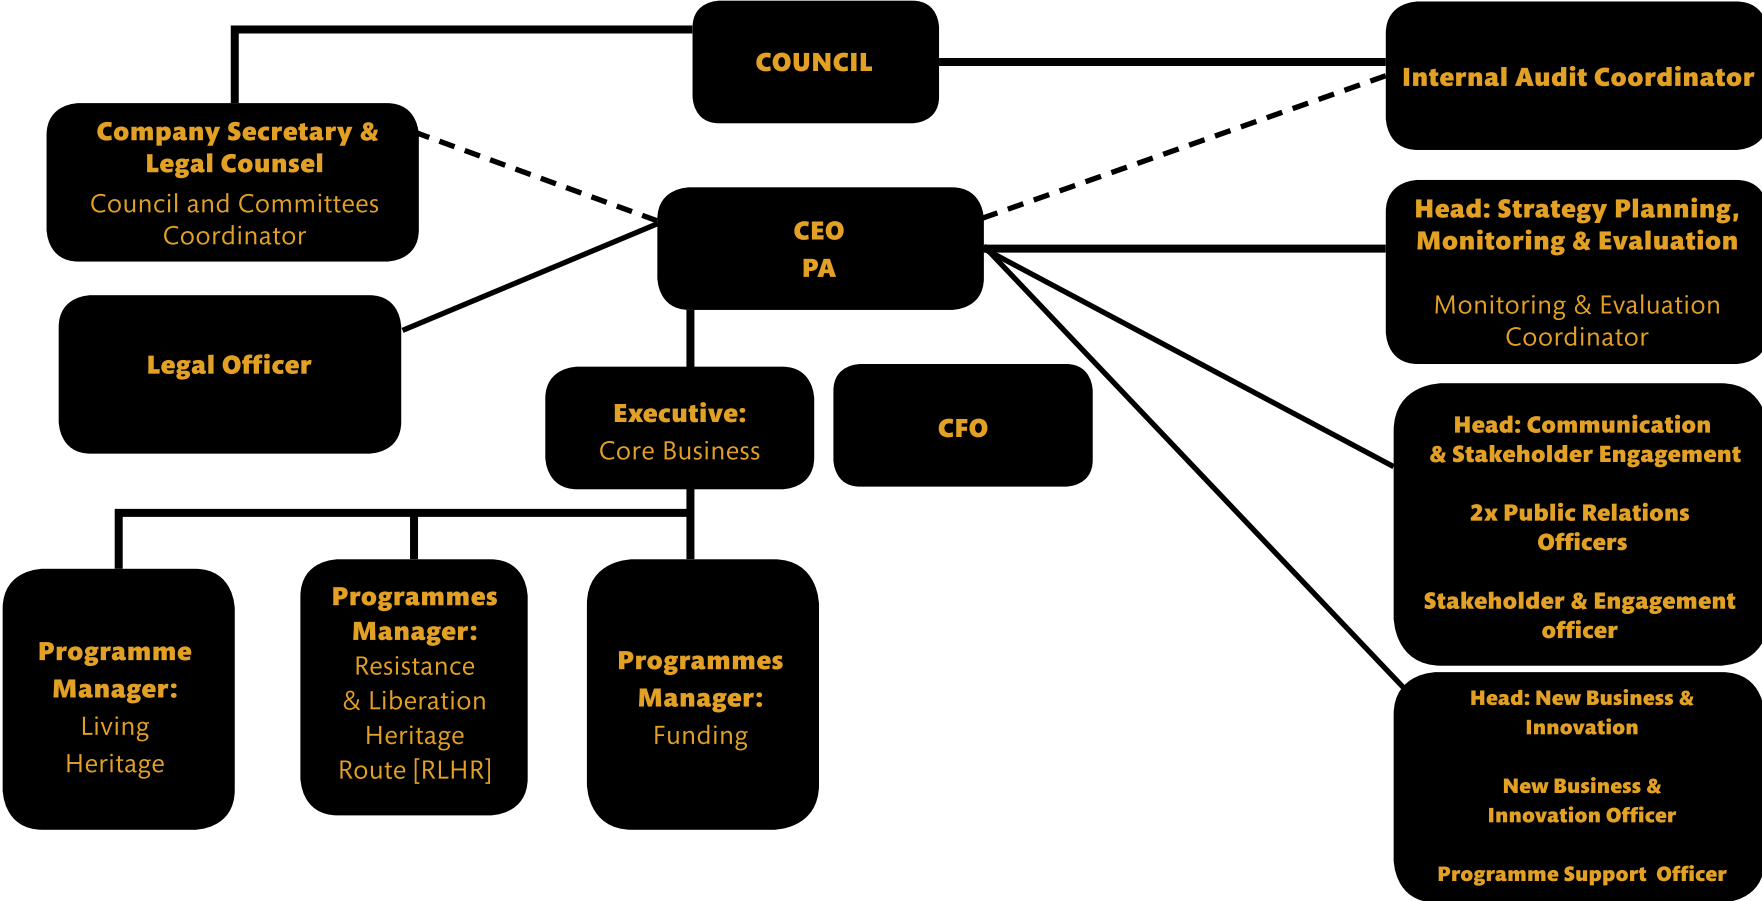 COUNCIL
Internal Audit Coordinator
Company Secretary &
Legal Counsel
Council and Committees
Coordinator
CEO
PA
Head: Strategy Planning,
Monitoring & Evaluation
Monitoring & Evaluation
Coordinator
Legal Officer
Executive:
Core Business
CFO
Head: Communication
& Stakeholder Engagement
2x Public Relations
Officers
Stakeholder & Engagement
officer
Programme
Manager:
Living
Heritage
Programmes
Manager:
Resistance
& Liberation
Heritage
Route [RLHR]
Programmes
Manager:
Funding
Head: New Business &
Innovation
New Business &
Innovation Officer
Programme Support Officer